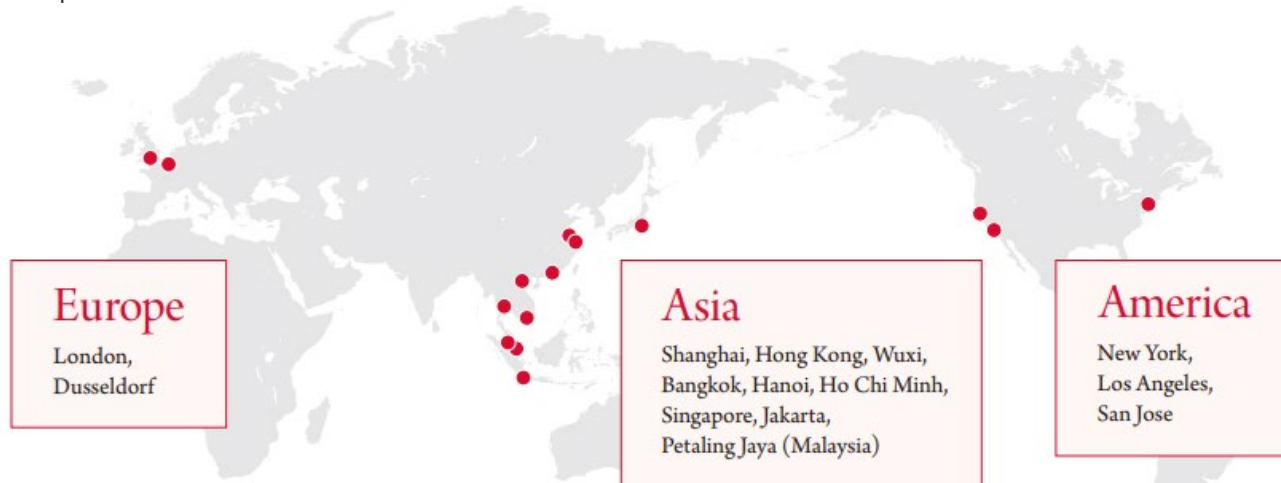 Europe
London,
Dusseldorf
Asia
Shanghai, Hong Kong, Wuxi,
Bangkok, Hanoi, Ho Chi Minh,
Singapore, Jakarta,
Petaling Jaya (Malaysia)
America
New York,
Los Angeles,
San Jose